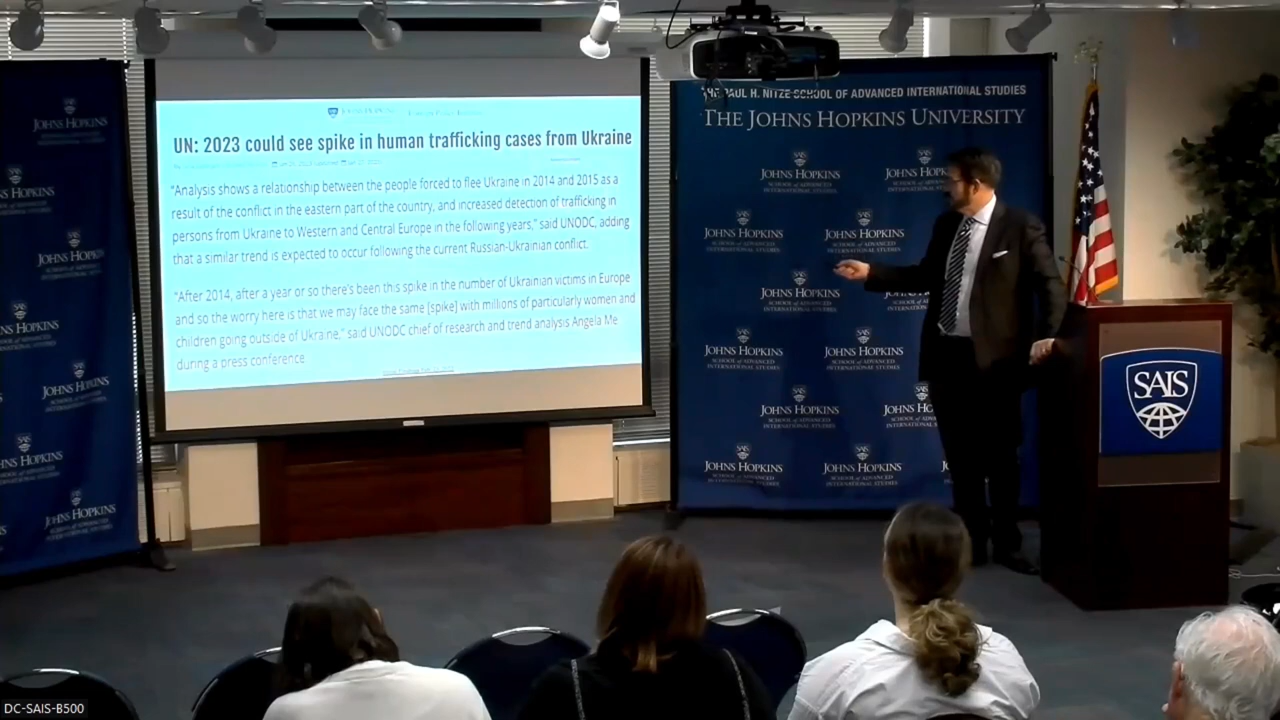 UN: 2023 could see spike in human trafficking cases from Ukraine
“Analysis shows a relationship between the people forced to flee Ukraine in 2014 and 2015 as a
result of the conflict in the eastern part of the country, and increased detection of trafficking in
persons from Ukraine to Western and Central Europe in the following years,” said UNODC, adding
that a similar trend is expected to occur following the current Russian-Ukrainian conflict.
“After 2014, after a year or so there’s been this spike in the number of Ukrainian victims in Europe
and so the worry here is that we may face the same [spike] with millions of particularly women and
children going outside of Ukraine,” said UNODC chief of research and trend analysis Angela Me
during a press conference
THE PAUL H. NITZE SCHOOL OF ADVANCED INTERNATIONAL STUDIES
THE JOHNS HOPKINS UNIVERSITY
JOHNS HOPKINS
SCHOOL of ADVANCED
INTERNATIONAL STUDIES
SAIS
DC-SAIS-B500